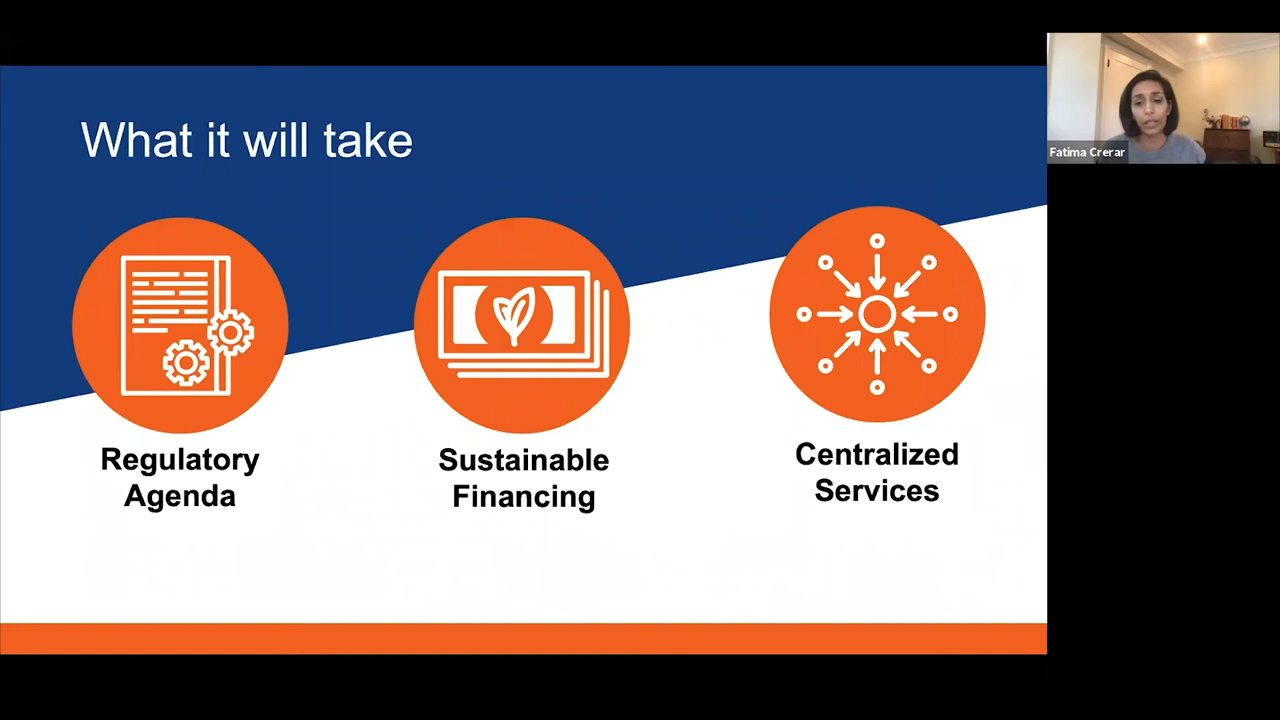 What it will take
Regulatory
Agenda
Sustainable
Financing
Centralized
Services
Fatima Crerar